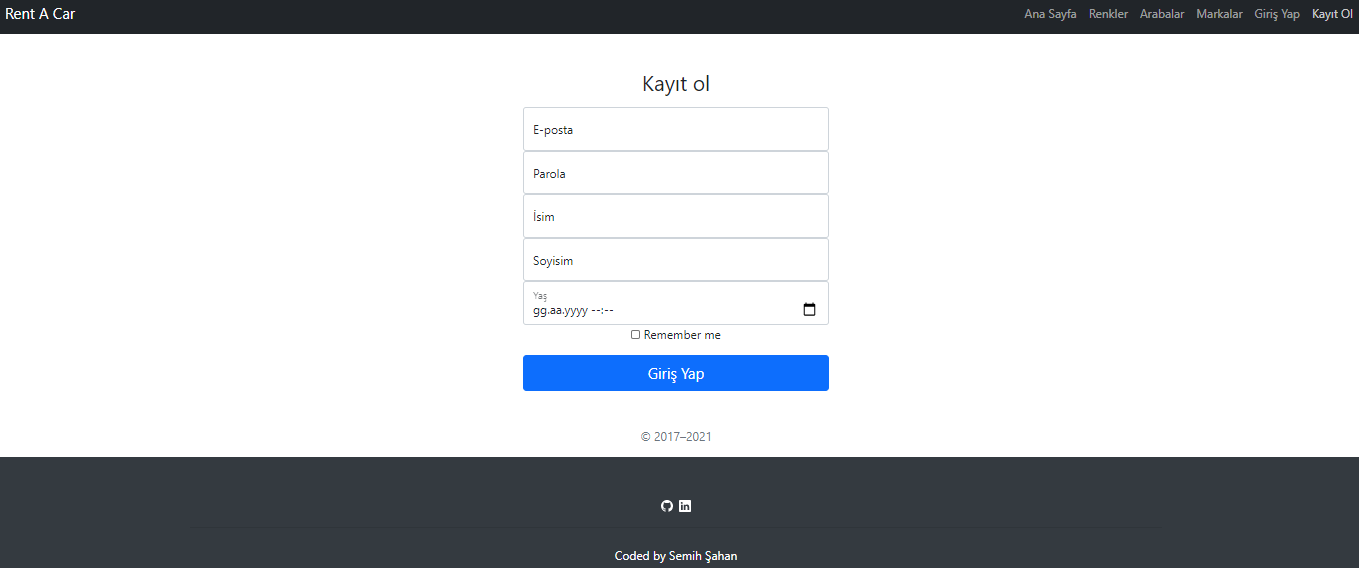 Rent A Car Ana Sayfa Renkler Arabalar Markalar Giriş Yap Kayıt Ol
Kayıt ol
E-posta
Parola
İsim
Soyisim
Yaş
gg.aa.yyyy --:--
Remember me
Giriş Yap
© 2017–2021
Coded by Semih Şahan